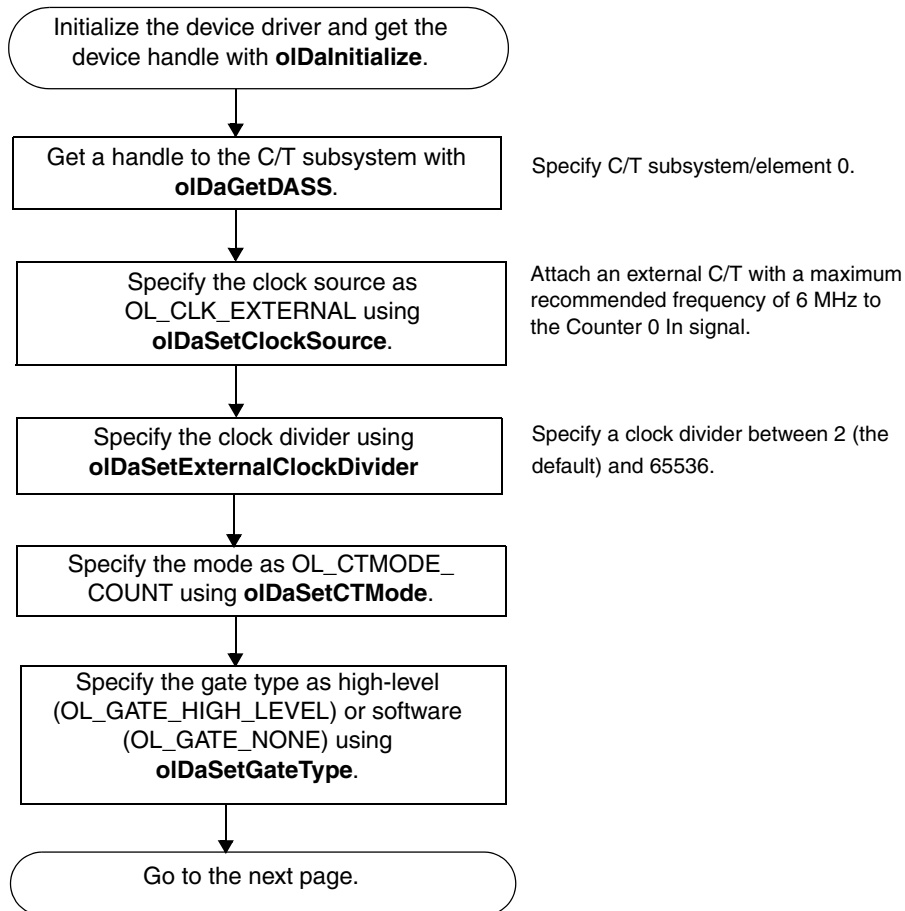 Initialize the device driver and get the
device handle with olDaInitialize.
Get a handle to the C/T subsystem with
olDaGetDASS.
Specify C/T subsystem/element 0.
Specify the clock source as
OL_CLK_EXTERNAL using
olDaSetClockSource.
Attach an external C/T with a maximum
recommended frequency of 6 MHz to
the Counter 0 In signal.
Specify the clock divider using
olDaSetExternalClockDivider
Specify a clock divider between 2 (the
default) and 65536.
Specify the mode as OL_CTMODE_
COUNT using olDaSetCTMode.
Specify the gate type as high-level
(OL_GATE_HIGH_LEVEL) or software
(OL_GATE_NONE) using
olDaSetGateType.
Go to the next page.